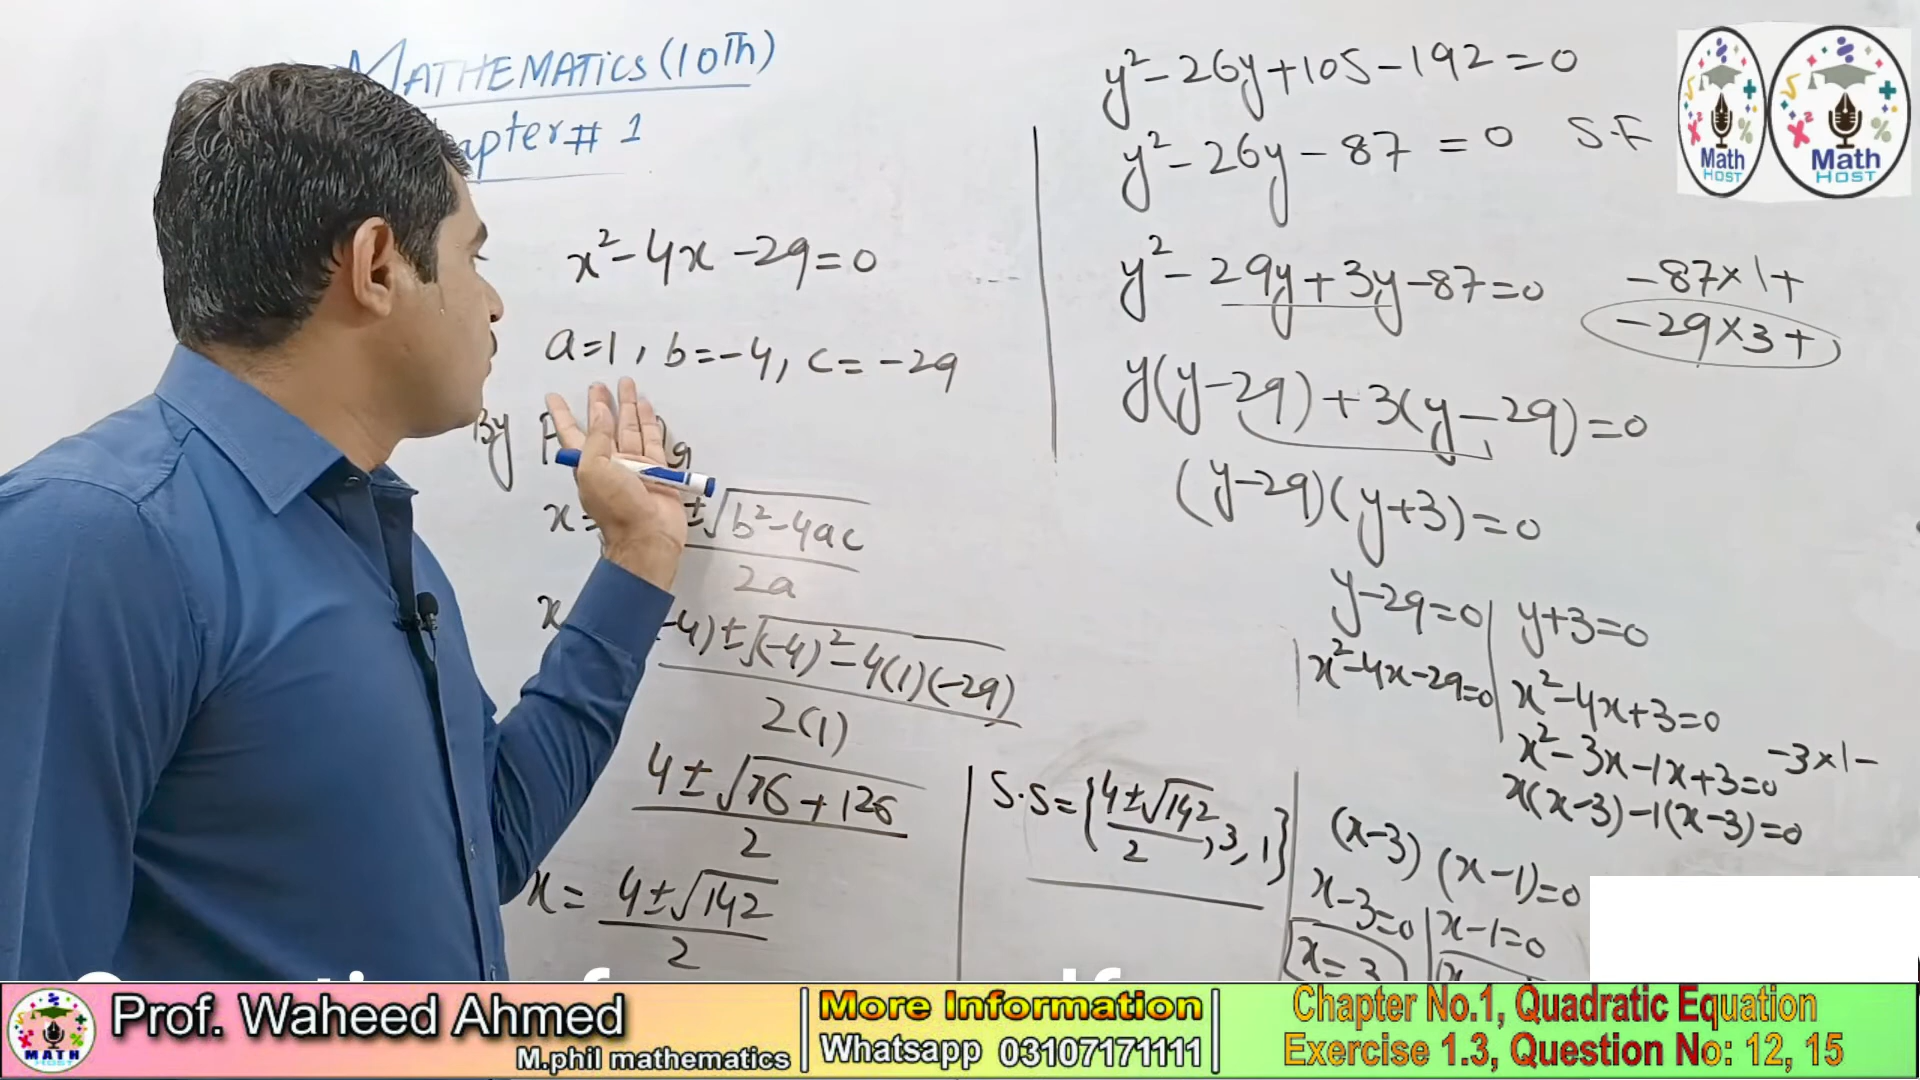 MATHEMATICS (10Th)
apter # 1
x² - 4x - 29 = 0
a = 1, b = -4, c = -29
By
x = ± √b² - 4ac
2a
x -4) ± √(-4)² - 4(1)(-29)
2(1)
4 ± √16 + 126
2
x = 4 ± √142
2
S.S = { 4 ± √142
2 , 3, 1 }
y² - 26y + 105 - 192 = 0
y² - 26y - 87 = 0 S.F
y² - 29y + 3y - 87 = 0
-87 × 1 +
-29 × 3 +
y(y - 29) + 3(y - 29) = 0
(y - 29)(y + 3) = 0
y - 29 = 0 | y + 3 = 0
x² - 4x - 29 = 0 | x² - 4x + 3 = 0
x² - 3x - 1x + 3 = 0 -3 × 1 -
x(x - 3) - 1(x - 3) = 0
(x - 3)(x - 1) = 0
x - 3 = 0 | x - 1 = 0
x = 3 | x
Math
HOST
Math
HOST
MATH
Prof. Waheed Ahmed
M.phil mathematics
More Information
Whatsapp 03107171111
Chapter No.1, Quadratic Equation
Exercise 1.3, Question No: 12, 15